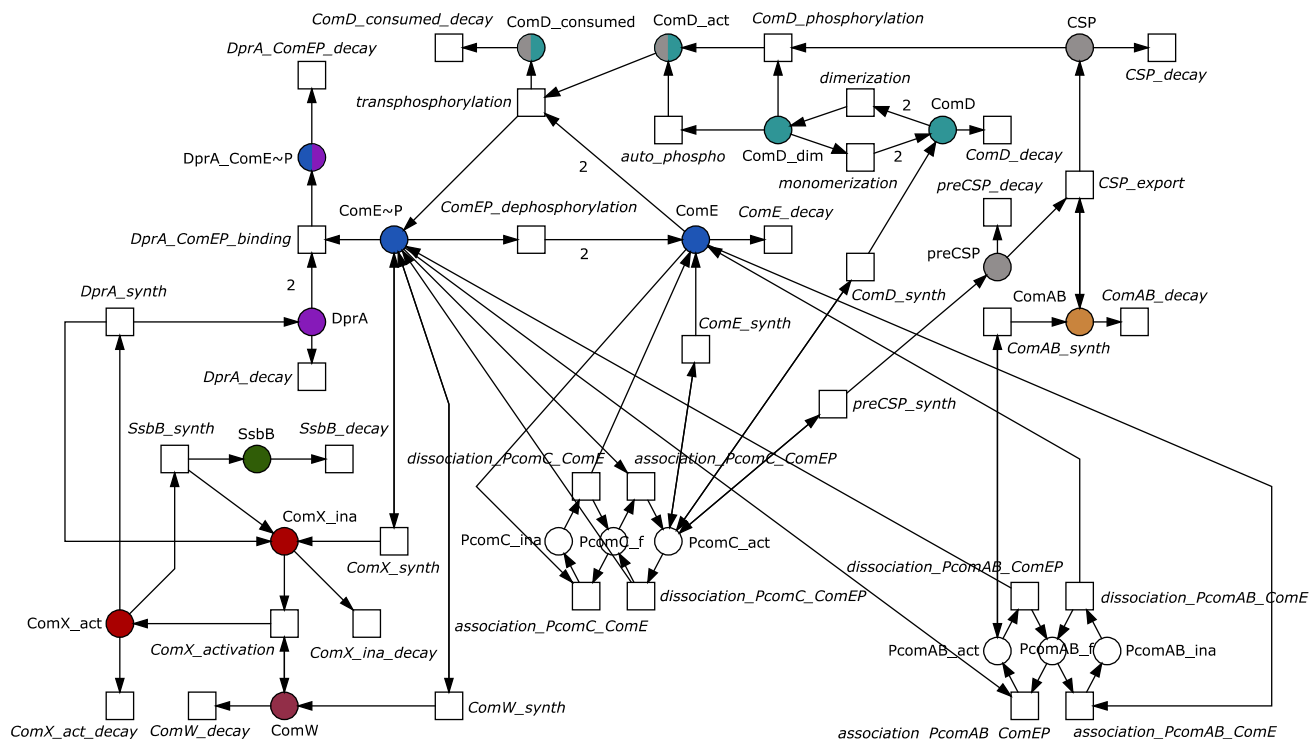 ComD_consumed_decay
ComD_consumed
ComD_act
ComD_phosphorylation
CSP
DprA_ComEP_decay
CSP_decay
dimerization
transphosphorylation
2
ComD
DprA_ComE~P
auto_phospho
ComD_dim
2
ComD_decay
2
monomerization
preCSP_decay
CSP_export
ComE~P
ComEP_dephosphorylation
ComE
ComE_decay
DprA_ComEP_binding
2
preCSP
2
DprA_synth
ComD_synth
ComAB
ComAB_decay
DprA
ComE_synth
ComAB_synth
DprA_decay
preCSP_synth
SsbB_synth
SsbB
SsbB_decay
dissociation_PcomC_ComE
association_PcomC_ComEP
ComX_ina
PcomC_ina
PcomC_f
PcomC_act
ComX_synth
dissociation_PcomAB_ComEP
dissociation_PcomC_ComEP
dissociation_PcomAB_ComE
ComX_act
association_PcomC_ComE
ComX_activation
ComX_ina_decay
PcomAB_act
PcomAB_f
PcomAB_ina
ComW_synth
ComX_act_decay
ComW_decay
ComW
association_PcomAB_ComEP
association_PcomAB_ComE